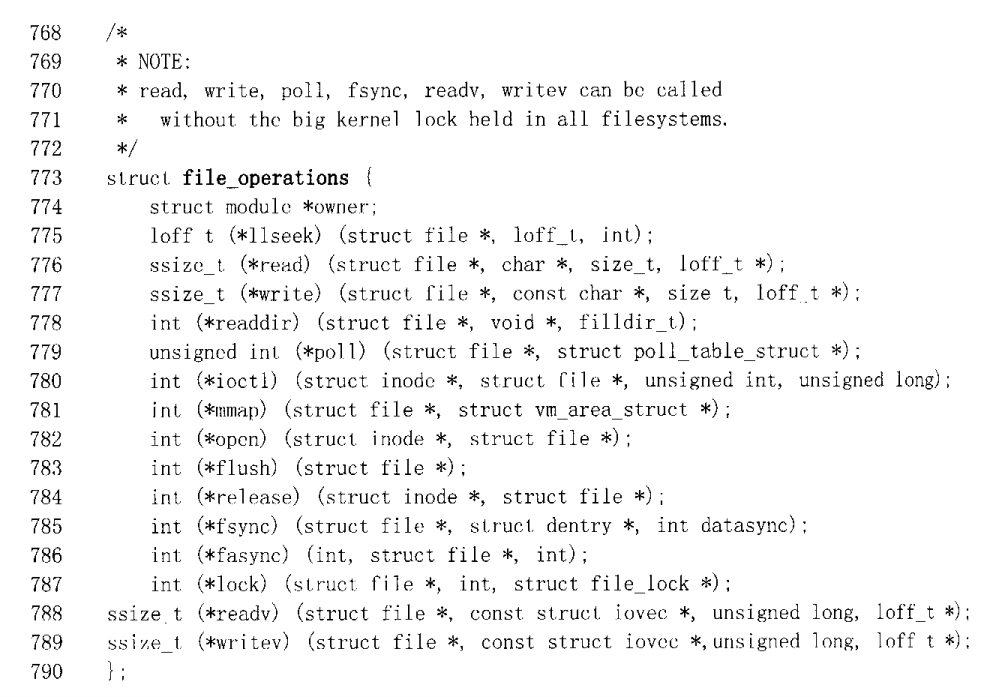 768 /*
769 * NOTE:
770 * read, write, poll, fsync, readv, writev can be called
771 * without the big kernel lock held in all filesystems.
772 */
773 struct file_operations {
774 struct module *owner;
775 loff_t (*llseek) (struct file *, loff_t, int);
776 ssize_t (*read) (struct file *, char *, size_t, loff_t *);
777 ssize_t (*write) (struct file *, const char *, size_t, loff_t *);
778 int (*readdir) (struct file *, void *, filldir_t);
779 unsigned int (*poll) (struct file *, struct poll_table_struct *);
780 int (*ioctl) (struct inode *, struct file *, unsigned int, unsigned long);
781 int (*mmap) (struct file *, struct vm_area_struct *);
782 int (*open) (struct inode *, struct file *);
783 int (*flush) (struct file *);
784 int (*release) (struct inode *, struct file *);
785 int (*fsync) (struct file *, struct dentry *, int datasync);
786 int (*fasync) (int, struct file *, int);
787 int (*lock) (struct file *, int, struct file_lock *);
788 ssize_t (*readv) (struct file *, const struct iovec *, unsigned long, loff_t *);
789 ssize_t (*writev) (struct file *, const struct iovec *, unsigned long, loff_t *);
790 };